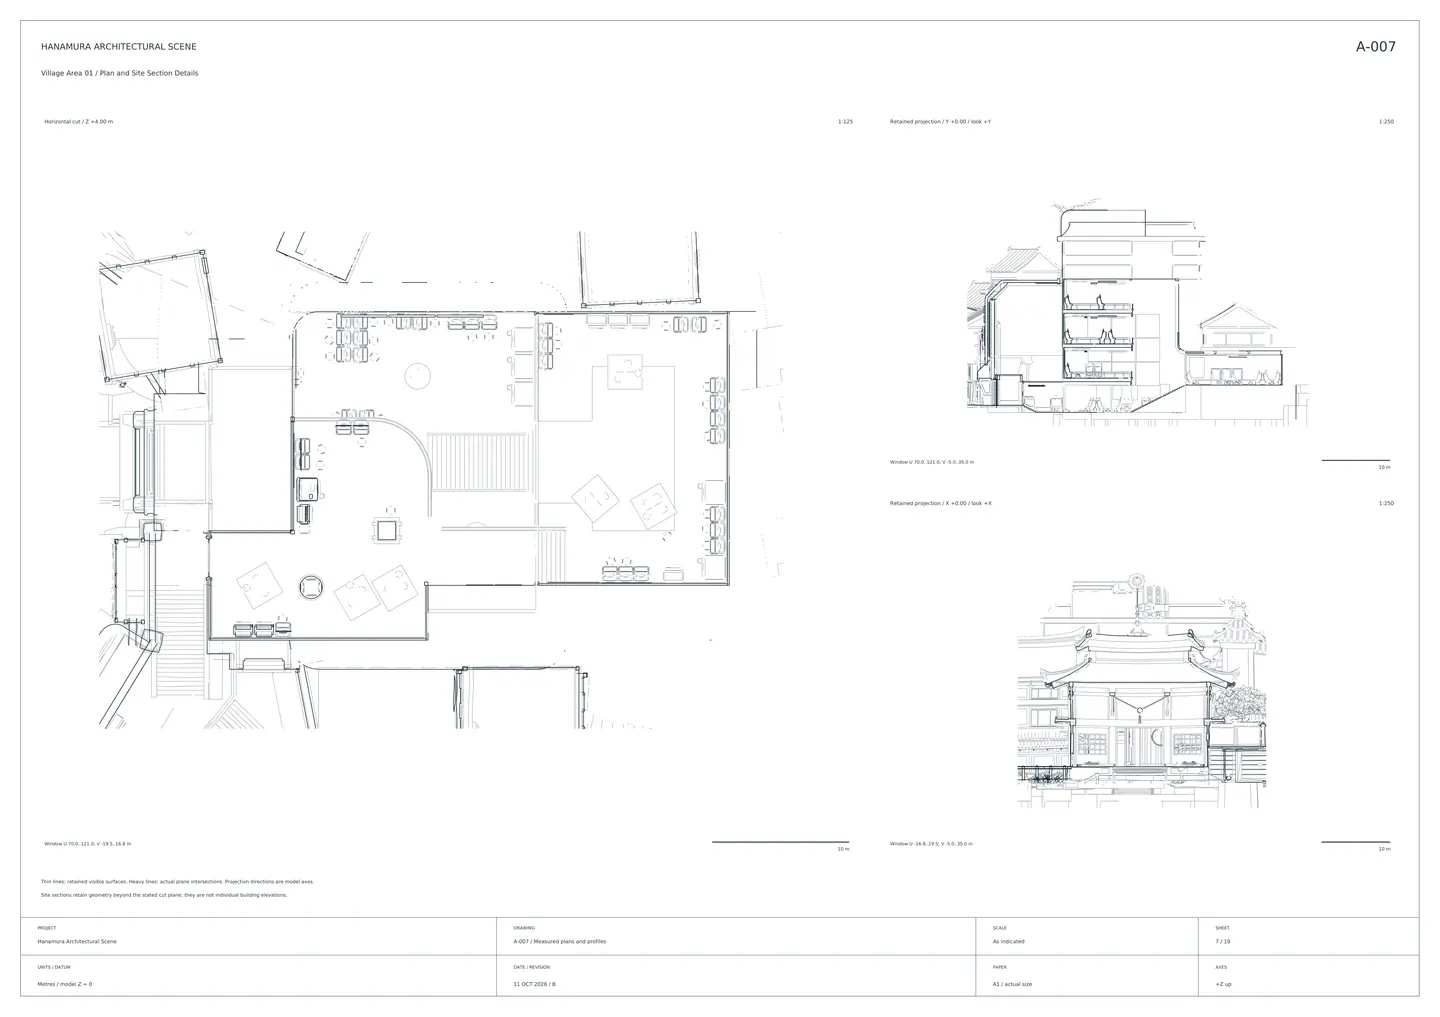 HANAMURA ARCHITECTURAL SCENE
A-007
Village Area 01 / Plan and Site Section Details
Horizontal cut / Z +4.00 m
1:125
Retained projection / Y +0.00 / look +Y
1:250
Window U 70.0..121.0; V -5.0..35.0 m
10 m
Retained projection / X +0.00 / look +X
1:250
Window U 70.0..121.0; V -19.5..16.8 m
10 m
Window U -16.8..19.5; V -5.0..35.0 m
10 m
Thin lines: retained visible surfaces. Heavy lines: actual plane intersections. Projection directions are model axes.
Site sections retain geometry beyond the stated cut plane; they are not individual building elevations.
PROJECT
Hanamura Architectural Scene
DRAWING
A-007 / Measured plans and profiles
SCALE
As indicated
SHEET
7 / 19
UNITS / DATUM
Metres / model Z = 0
DATE / REVISION
11 OCT 2026 / B
PAPER
A1 / actual size
AXES
+Z up